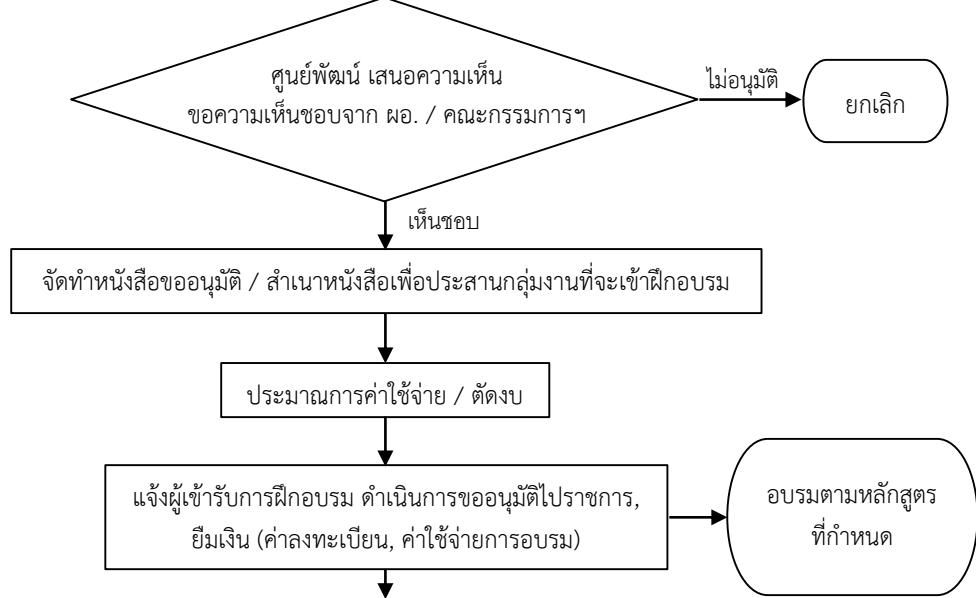 ศูนย์พัฒน์ เสนอความเห็น
ขอความเห็นชอบจาก ผอ. / คณะกรรมการฯ
ไม่อนุมัติ
ยกเลิก
เห็นชอบ
จัดทำหนังสือขออนุมัติ / สำเนาหนังสือเพื่อประสานกลุ่มงานที่จะเข้าฝึกอบรม
ประมาณการค่าใช้จ่าย / ตัดงบ
แจ้งผู้เข้ารับการฝึกอบรม ดำเนินการขออนุมัติไปราชการ,
ยืมเงิน (ค่าลงทะเบียน, ค่าใช้จ่ายการอบรม)
อบรมตามหลักสูตร
ที่กำหนด